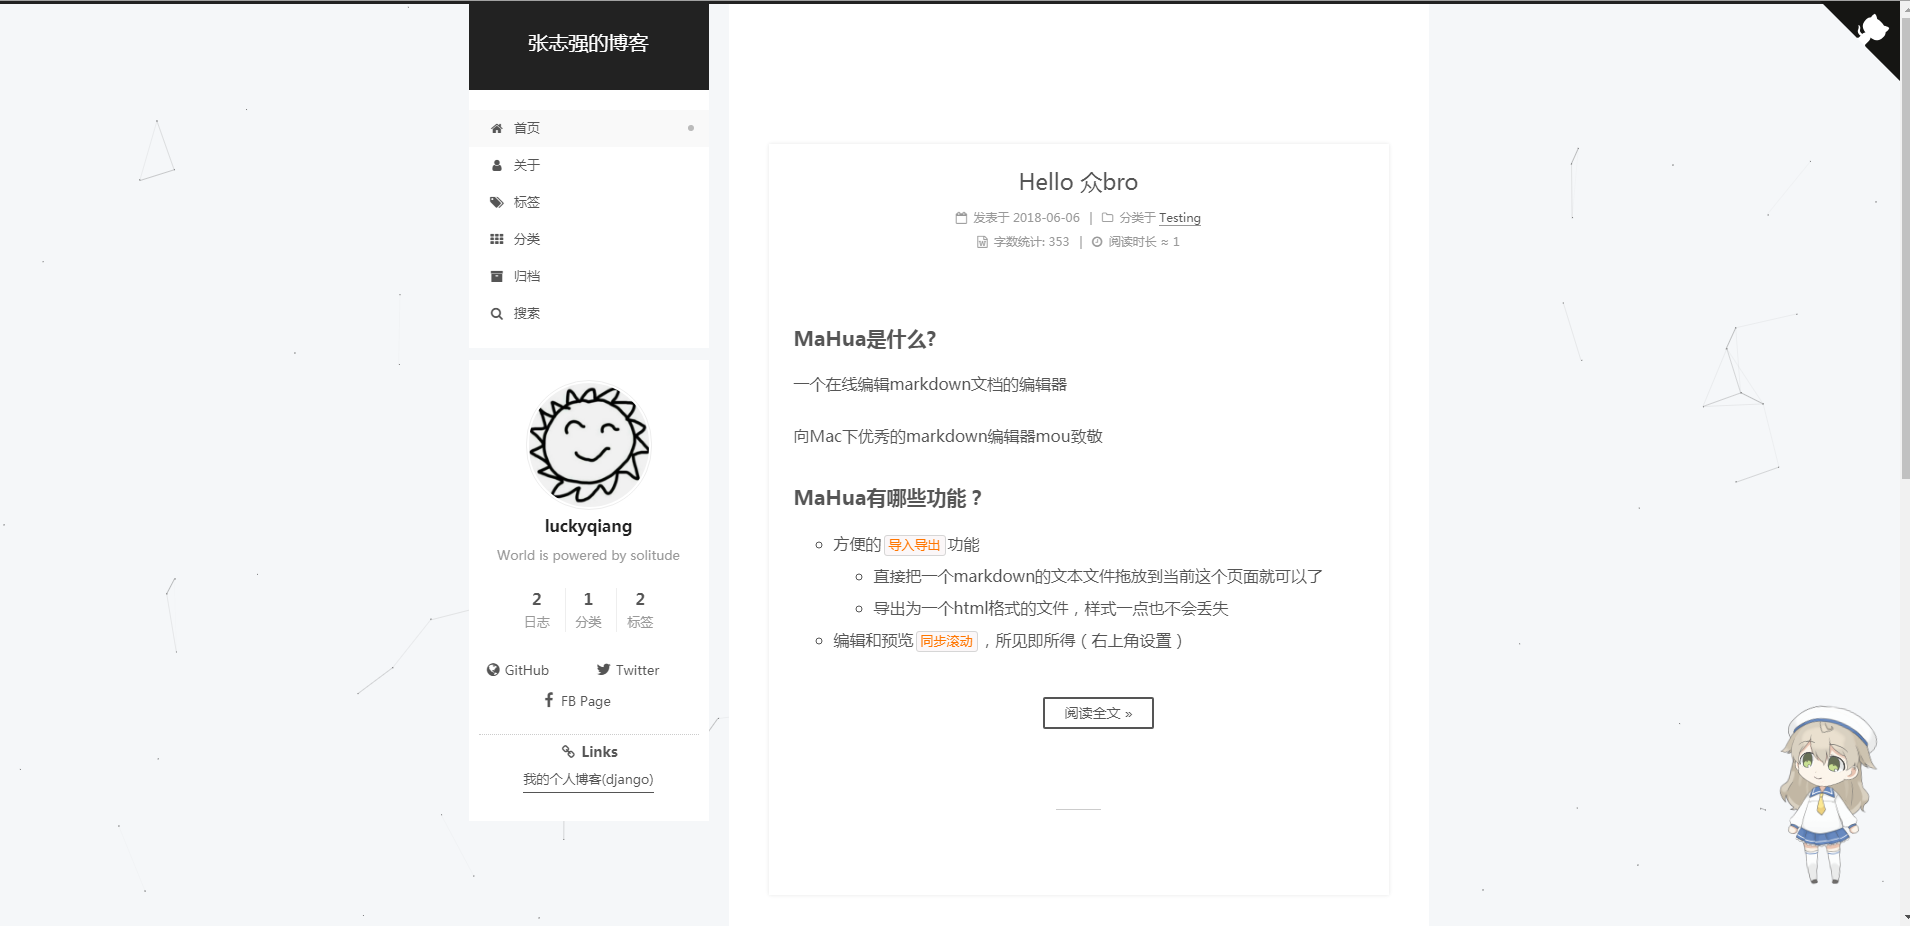 张志强的博客
首页
关于
标签
分类
归档
搜索
luckyqiang
World is powered by solitude
2 1 2
日志 分类 标签
GitHub Twitter
FB Page
Links
我的个人博客(django)
Hello 众bro
发表于 2018-06-06 | 分类于 Testing
字数统计: 353 | 阅读时长 ≈ 1
MaHua是什么?
一个在线编辑markdown文档的编辑器
向Mac下优秀的markdown编辑器mou致敬
MaHua有哪些功能？
方便的 导入导出 功能
直接把一个markdown的文本文件拖放到当前这个页面就可以了
导出为一个html格式的文件，样式一点也不会丢失
编辑和预览 同步滚动 ，所见即所得（右上角设置）
阅读全文 »